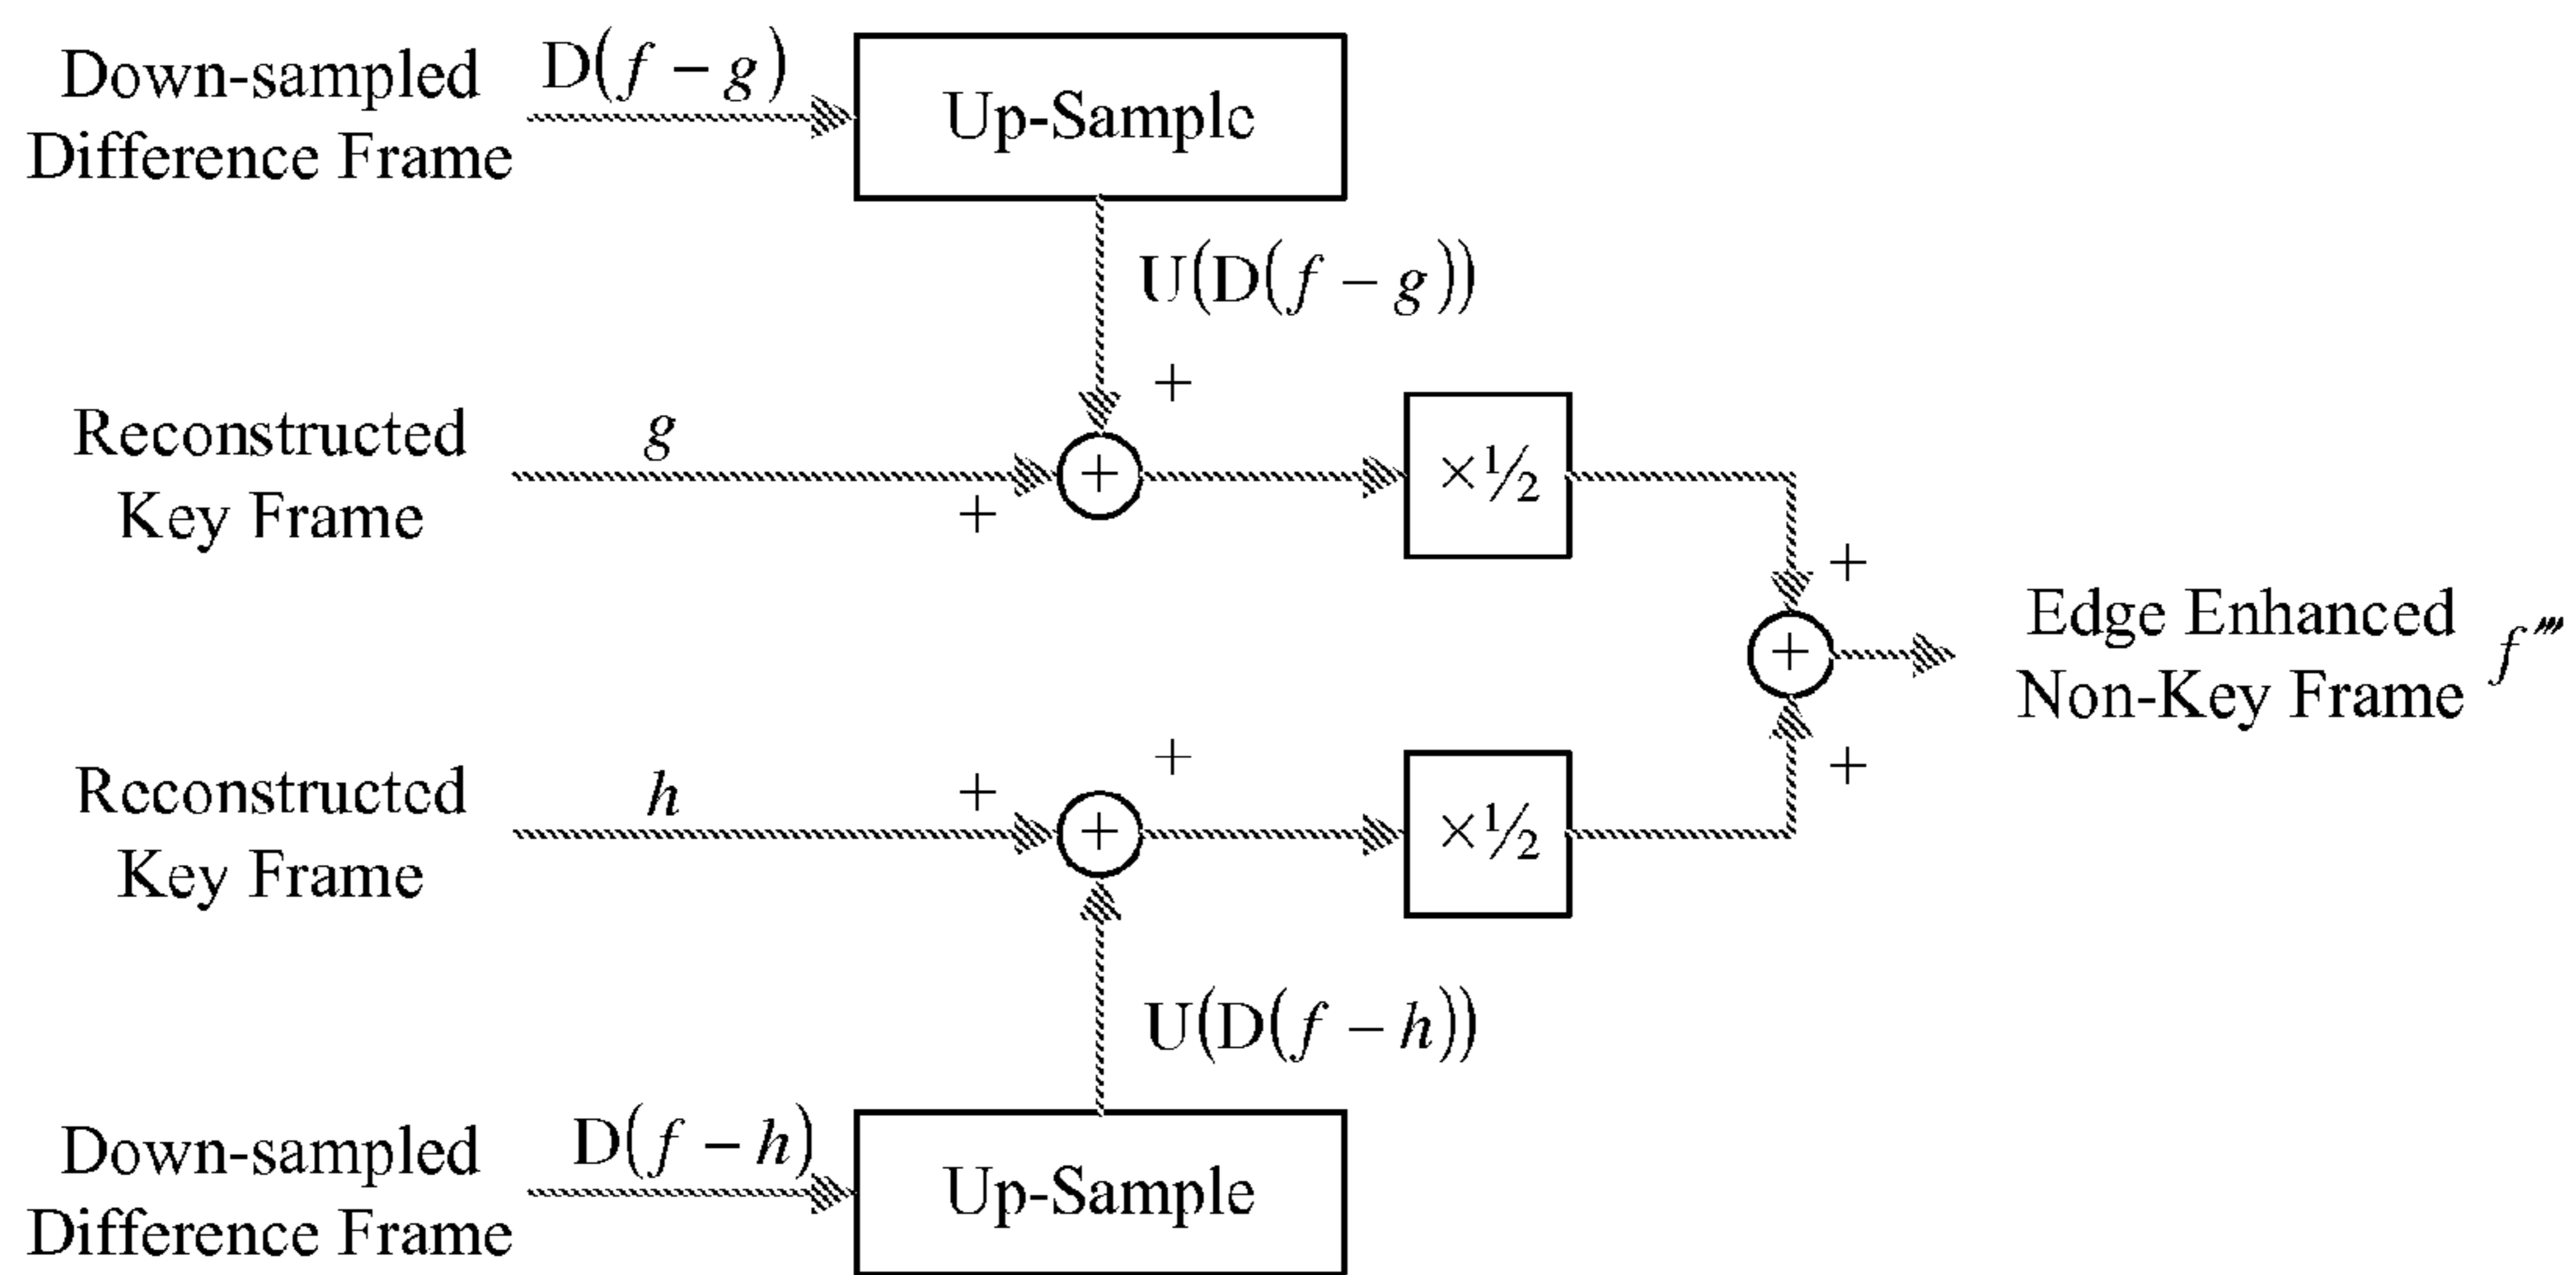 Down-sampled
Difference Frame
D(f − g)
Up-Sample
U(D(f − g))
+
Reconstructed
Key Frame
g
+
+
×½
+
+
Edge Enhanced
Non-Key Frame
f‴
Reconstructed
Key Frame
h
+
+
+
×½
+
U(D(f − h))
Down-sampled
Difference Frame
D(f − h)
Up-Sample